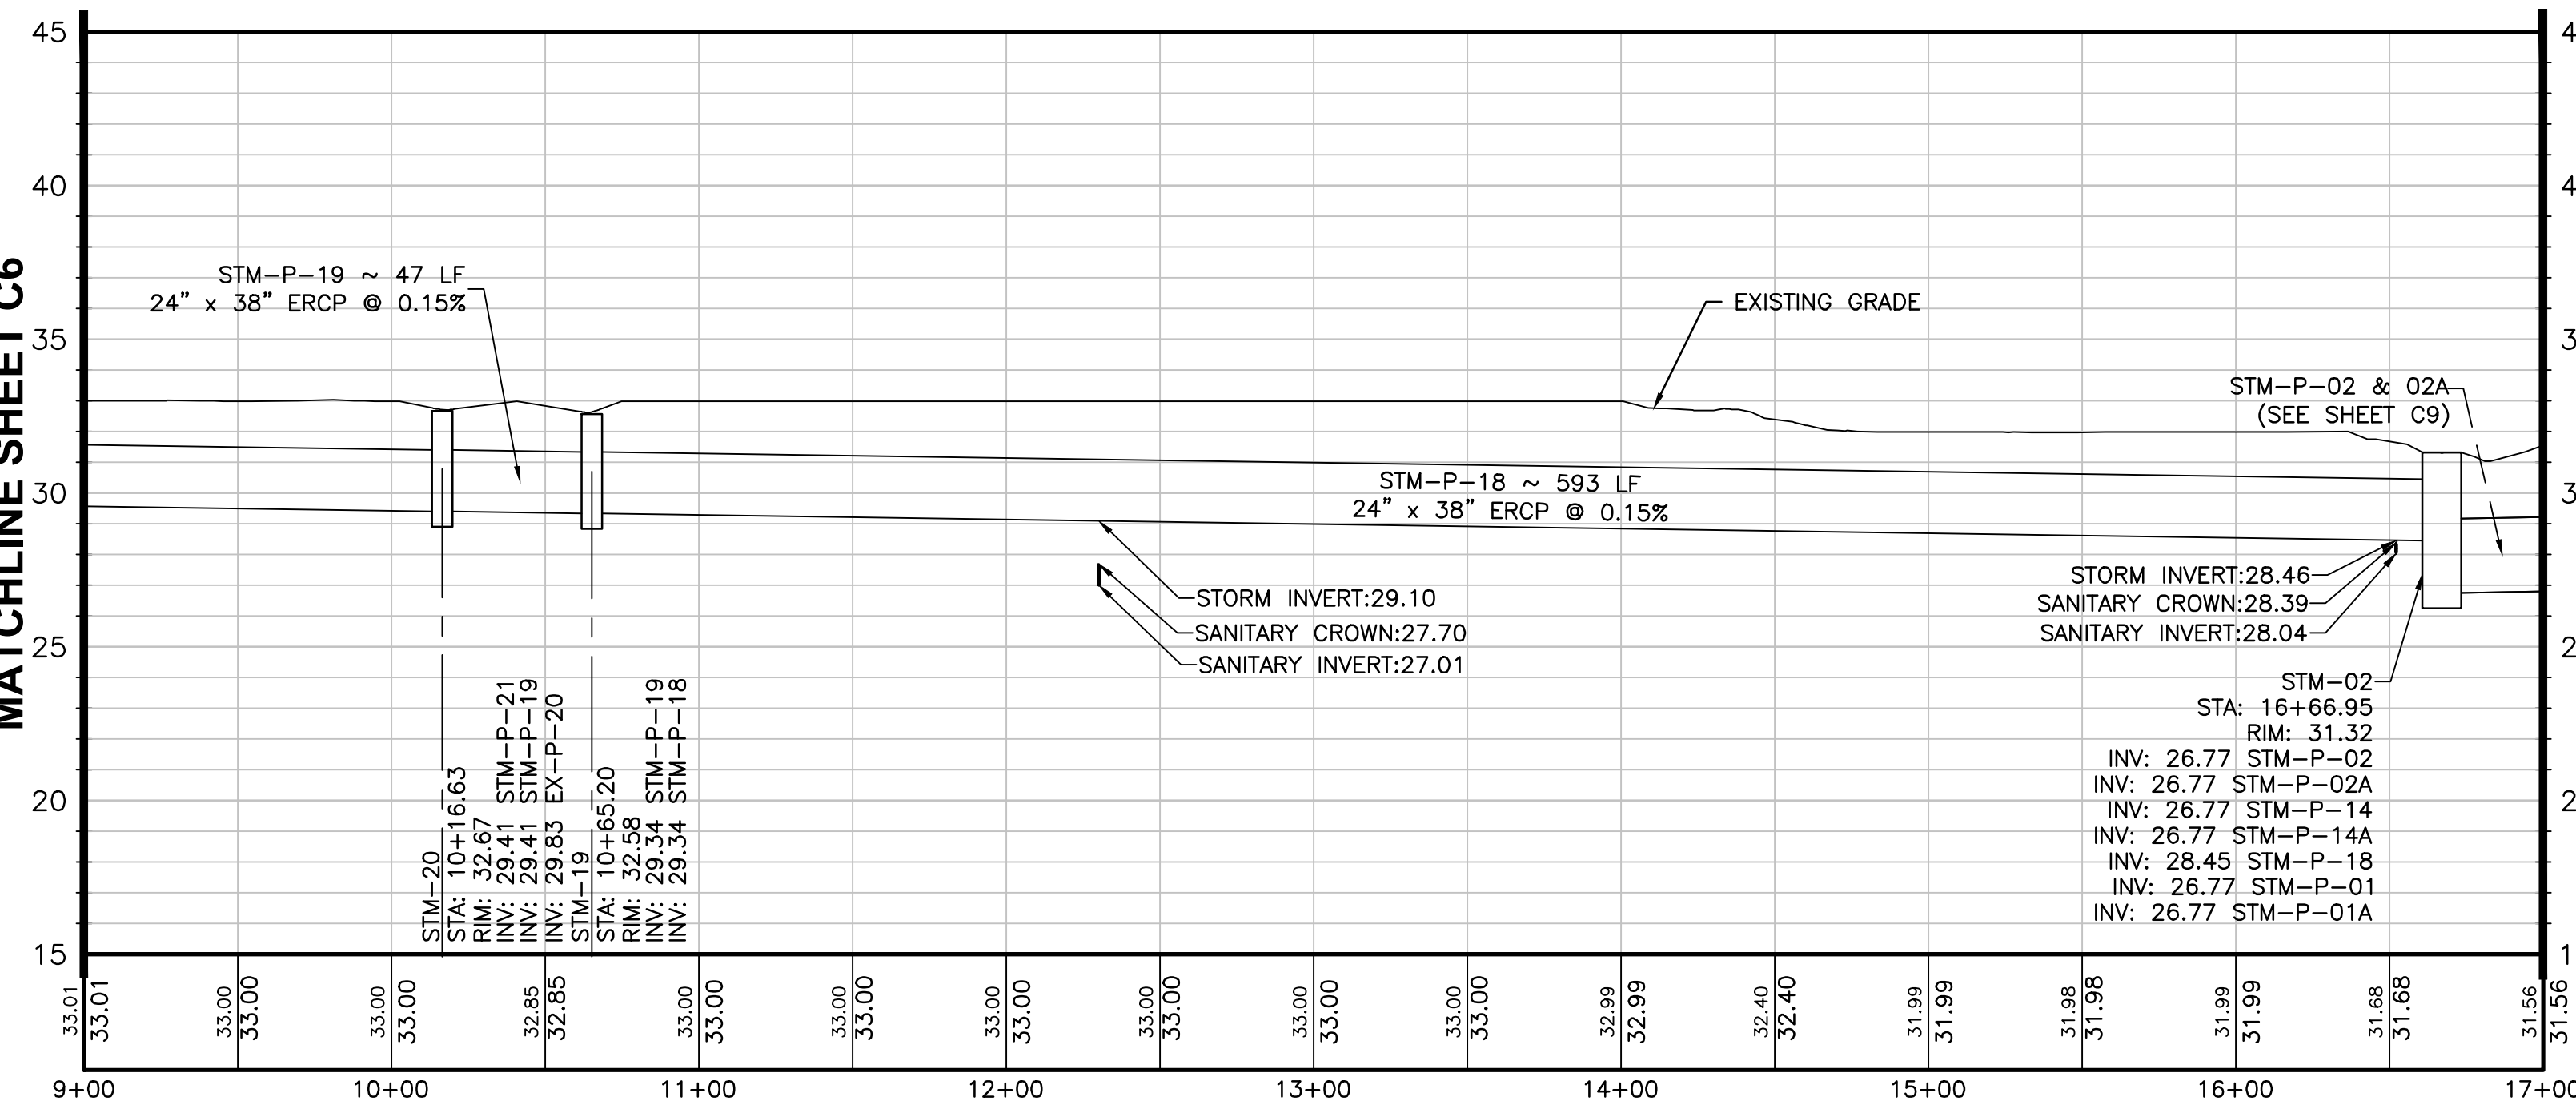 MATCHLINE SHEET C6
45
40
35
30
25
20
15
STM-P-19 ~ 47 LF
24" x 38" ERCP @ 0.15%
EXISTING GRADE
STM-P-02 & 02A
(SEE SHEET C9)
STM-P-18 ~ 593 LF
24" x 38" ERCP @ 0.15%
STORM INVERT:29.10
SANITARY CROWN:27.70
SANITARY INVERT:27.01
STORM INVERT:28.46
SANITARY CROWN:28.39
SANITARY INVERT:28.04
STM-20
STA: 10+16.63
RIM: 32.67
INV: 29.41 STM-P-21
INV: 29.41 STM-P-19
INV: 29.83 EX-P-20
STM-19
STA: 10+65.20
RIM: 32.58
INV: 29.34 STM-P-19
INV: 29.34 STM-P-18
STM-02
STA: 16+66.95
RIM: 31.32
INV: 26.77 STM-P-02
INV: 26.77 STM-P-02A
INV: 26.77 STM-P-14
INV: 26.77 STM-P-14A
INV: 28.45 STM-P-18
INV: 26.77 STM-P-01
INV: 26.77 STM-P-01A
4
4
3
3
2
2
1
33.01
33.01
33.00
33.00
33.00
33.00
32.85
32.85
33.00
33.00
33.00
33.00
33.00
33.00
33.00
33.00
33.00
33.00
33.00
33.00
32.99
32.99
32.40
32.40
31.99
31.99
31.98
31.98
31.99
31.99
31.68
31.68
31.56
31.56
9+00 10+00 11+00 12+00 13+00 14+00 15+00 16+00 17+00